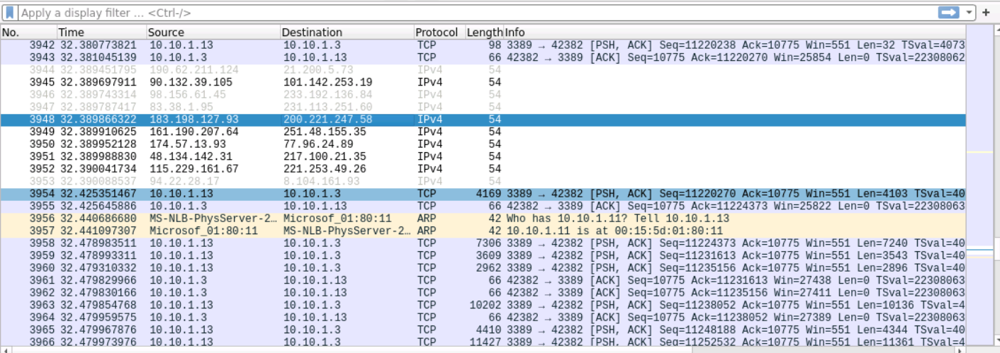 Apply a display filter ... <Ctrl-/>
No. Time Source Destination Protocol Length Info
3942 32.380773821 10.10.1.13 10.10.1.3 TCP 98 3389 → 42382 [PSH, ACK] Seq=11220238 Ack=10775 Win=551 Len=32 TSval=4073
3943 32.381045139 10.10.1.3 10.10.1.13 TCP 66 42382 → 3389 [ACK] Seq=10775 Ack=11220270 Win=25854 Len=0 TSval=22308062
3944 32.389451795 190.62.211.124 21.200.5.73 IPv4 54
3945 32.389697911 90.132.39.105 101.142.253.19 IPv4 54
3946 32.389743314 98.156.61.45 233.192.136.84 IPv4 54
3947 32.389787417 83.38.1.95 231.113.251.60 IPv4 54
3948 32.389866322 183.198.127.93 200.221.247.58 IPv4 54
3949 32.389910625 161.190.207.64 251.48.155.35 IPv4 54
3950 32.389952128 174.57.13.93 77.96.24.89 IPv4 54
3951 32.389988830 48.134.142.31 217.100.21.35 IPv4 54
3952 32.390041734 115.229.161.67 221.253.49.26 IPv4 54
3953 32.390088537 94.22.28.17 8.104.161.93 IPv4 54
3954 32.425351467 10.10.1.13 10.10.1.3 TCP 4169 3389 → 42382 [PSH, ACK] Seq=11220270 Ack=10775 Win=551 Len=4103 TSval=40
3955 32.425645886 10.10.1.3 10.10.1.13 TCP 66 42382 → 3389 [ACK] Seq=10775 Ack=11224373 Win=25822 Len=0 TSval=22308063
3956 32.440686680 MS-NLB-PhysServer-2… Microsof_01:80:11 ARP 42 Who has 10.10.1.11? Tell 10.10.1.13
3957 32.441097307 Microsof_01:80:11 MS-NLB-PhysServer-2… ARP 42 10.10.1.11 is at 00:15:5d:01:80:11
3958 32.478983511 10.10.1.13 10.10.1.3 TCP 7306 3389 → 42382 [PSH, ACK] Seq=11224373 Ack=10775 Win=551 Len=7240 TSval=40
3959 32.478993311 10.10.1.13 10.10.1.3 TCP 3609 3389 → 42382 [PSH, ACK] Seq=11231613 Ack=10775 Win=551 Len=3543 TSval=40
3960 32.479310332 10.10.1.13 10.10.1.3 TCP 2962 3389 → 42382 [PSH, ACK] Seq=11235156 Ack=10775 Win=551 Len=2896 TSval=40
3961 32.479829966 10.10.1.3 10.10.1.13 TCP 66 42382 → 3389 [ACK] Seq=10775 Ack=11231613 Win=27438 Len=0 TSval=22308063
3962 32.479830166 10.10.1.3 10.10.1.13 TCP 66 42382 → 3389 [ACK] Seq=10775 Ack=11235156 Win=27411 Len=0 TSval=22308063
3963 32.479854768 10.10.1.13 10.10.1.3 TCP 10202 3389 → 42382 [PSH, ACK] Seq=11238052 Ack=10775 Win=551 Len=10136 TSval=4
3964 32.479959575 10.10.1.3 10.10.1.13 TCP 66 42382 → 3389 [ACK] Seq=10775 Ack=11238052 Win=27389 Len=0 TSval=22308063
3965 32.479967876 10.10.1.13 10.10.1.3 TCP 4410 3389 → 42382 [PSH, ACK] Seq=11248188 Ack=10775 Win=551 Len=4344 TSval=40
3966 32.479973976 10.10.1.13 10.10.1.3 TCP 11427 3389 → 42382 [PSH, ACK] Seq=11252532 Ack=10775 Win=551 Len=11361 TSval=4